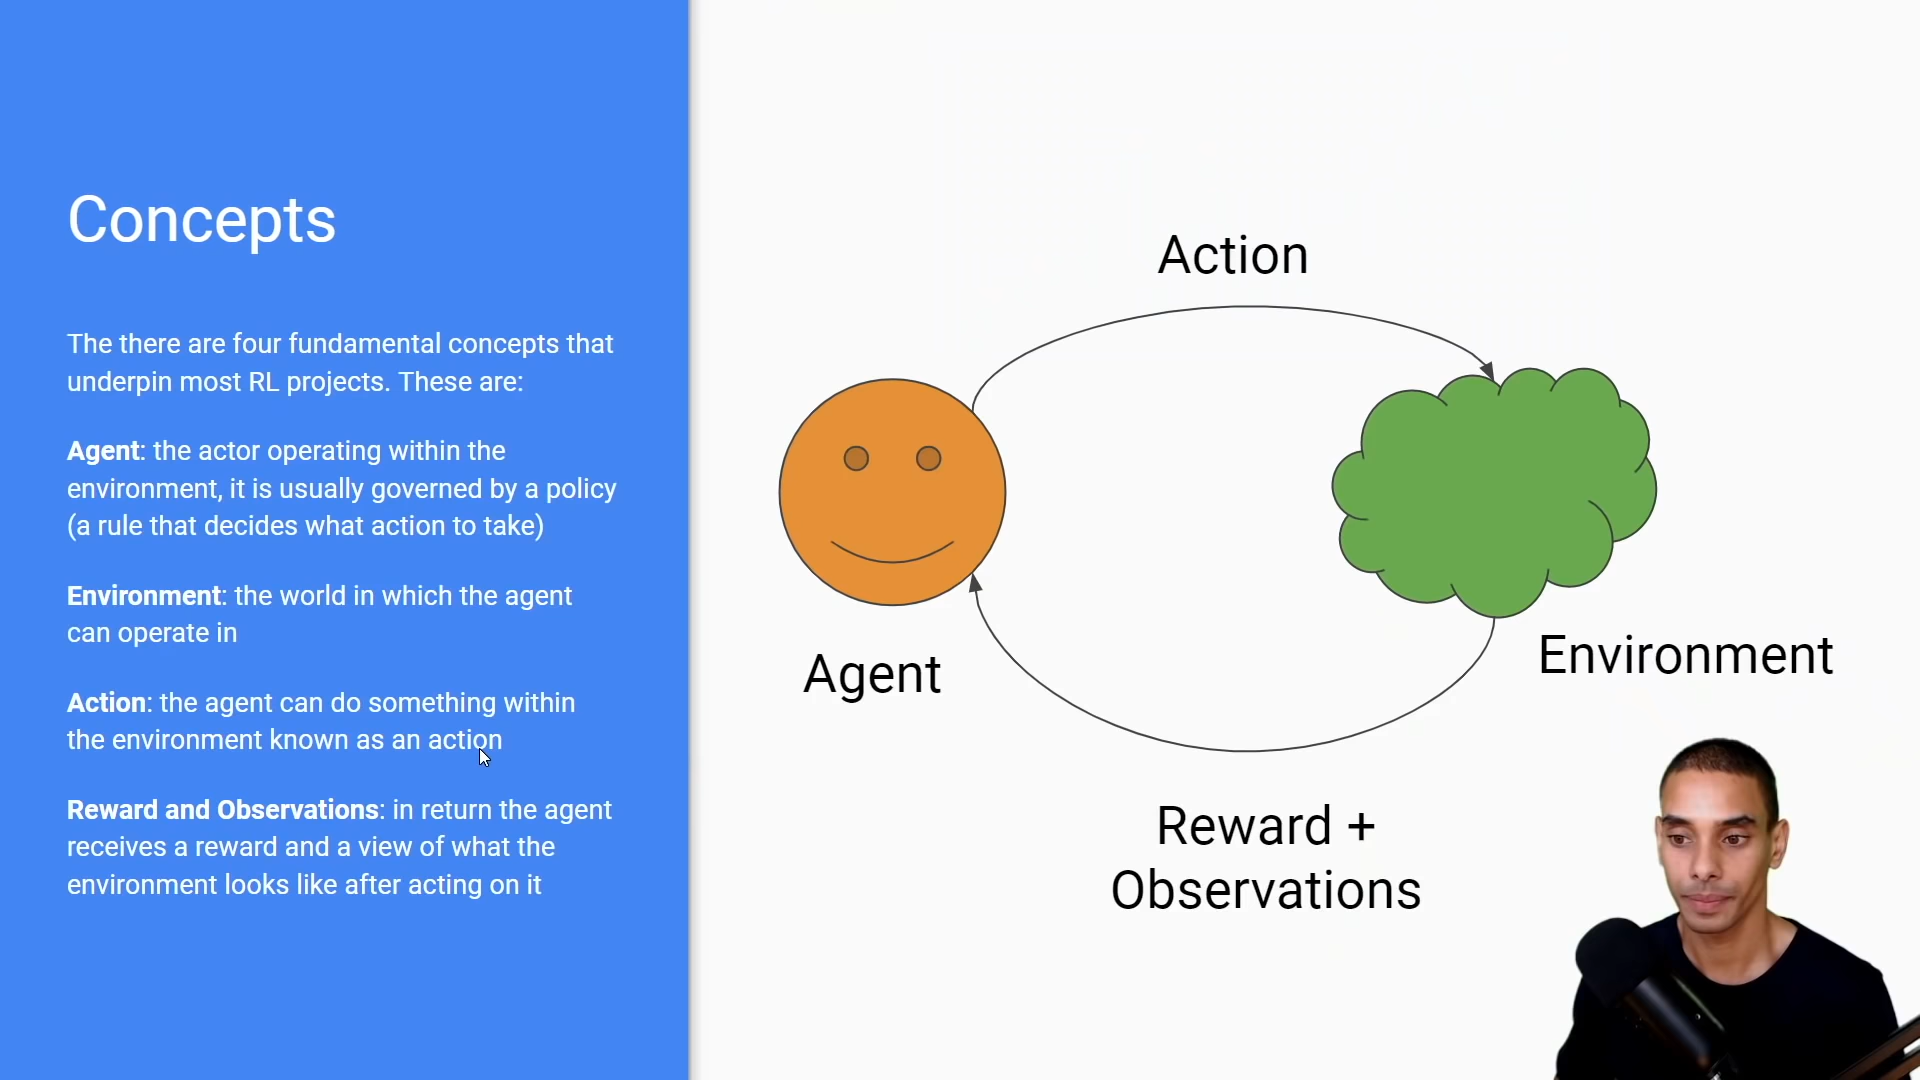 Concepts
The there are four fundamental concepts that
underpin most RL projects. These are:
Agent: the actor operating within the
environment, it is usually governed by a policy
(a rule that decides what action to take)
Environment: the world in which the agent
can operate in
Action: the agent can do something within
the environment known as an action
Reward and Observations: in return the agent
receives a reward and a view of what the
environment looks like after acting on it
Action
Agent
Environment
Reward +
Observations